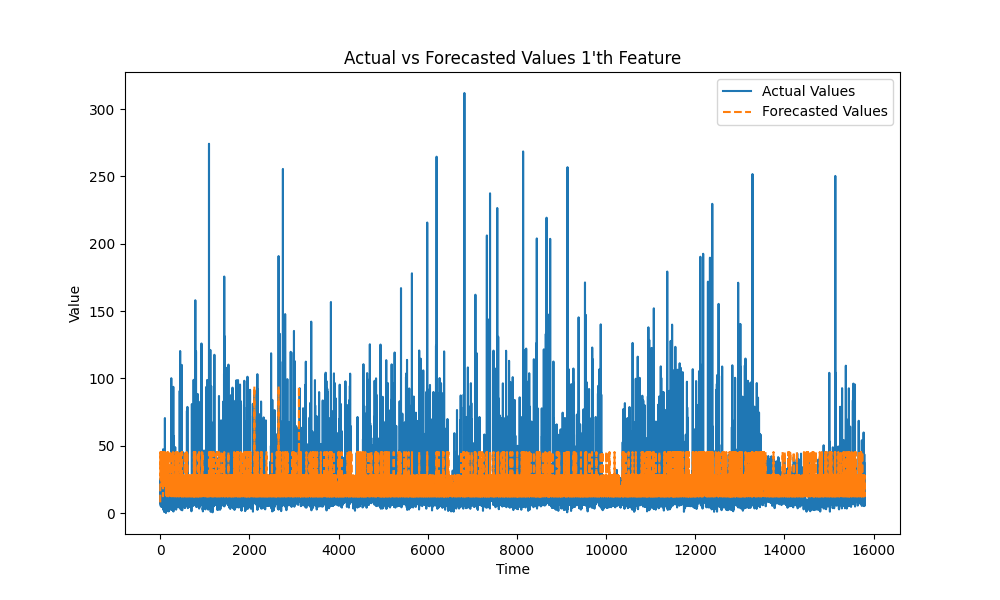 Actual vs Forecasted Values 1'th Feature
Actual Values
Forecasted Values
300
250
200
150
100
50
0
Value
0 2000 4000 6000 8000 10000 12000 14000 16000
Time